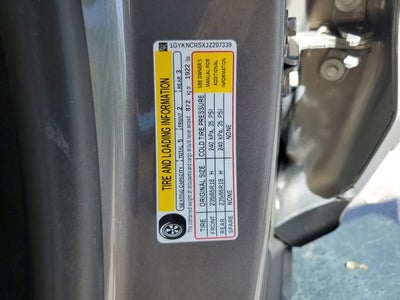 1GYKNCRSXJZ207339
TIRE AND LOADING INFORMATION
SEATING CAPACITY TOTAL 5 FRONT 2 REAR 3
The combined weight of occupants and cargo should never exceed 872 kg or 1922 lbs
TIRE ORIGINAL SIZE COLD TIRE PRESSURE
FRONT 235/65R18 H 240 kPa, 35 PSI
REAR 235/65R18 H 240 kPa, 35 PSI
SPARE NONE NONE
SEE OWNER'S MANUAL FOR ADDITIONAL INFORMATION